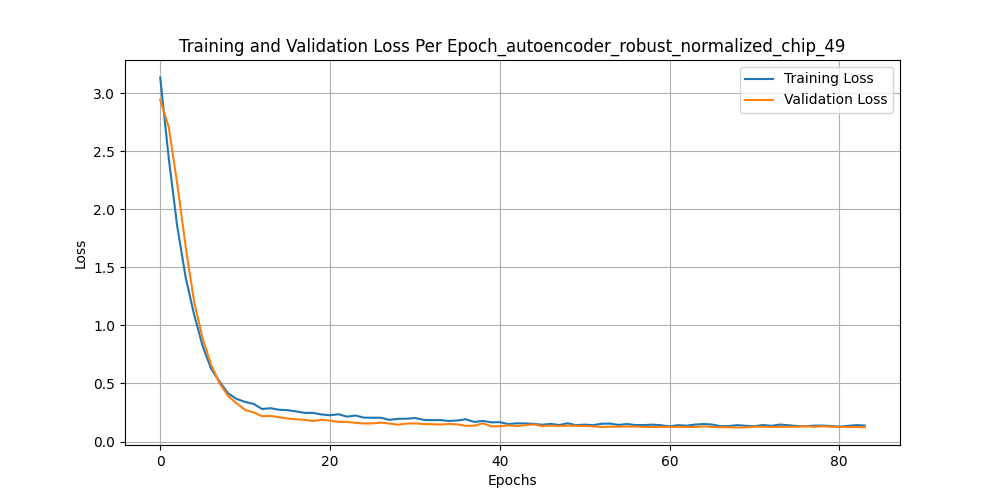 Training and Validation Loss Per Epoch_autoencoder_robust_normalized_chip_49
Training Loss
Validation Loss
3.0
2.5
2.0
1.5
1.0
0.5
0.0
Loss
0 20 40 60 80
Epochs